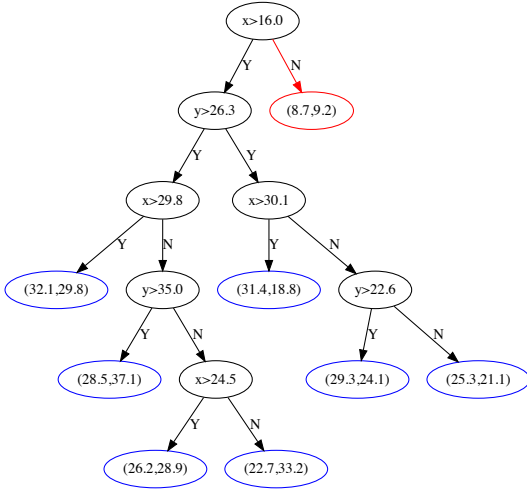 x>16.0
Y N
y>26.3 (8.7,9.2)
Y Y
x>29.8 x>30.1
Y N Y N
(32.1,29.8) y>35.0 (31.4,18.8) y>22.6
Y N Y N
(28.5,37.1) x>24.5 (29.3,24.1) (25.3,21.1)
Y N
(26.2,28.9) (22.7,33.2)